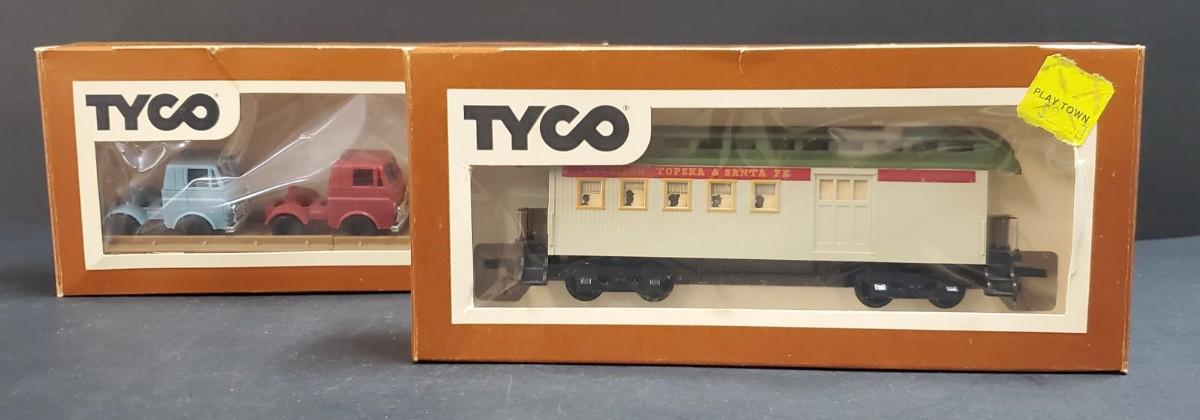 TYCO®
TYCO®
TOPEKA & SANTA FE
PLAY TOWN